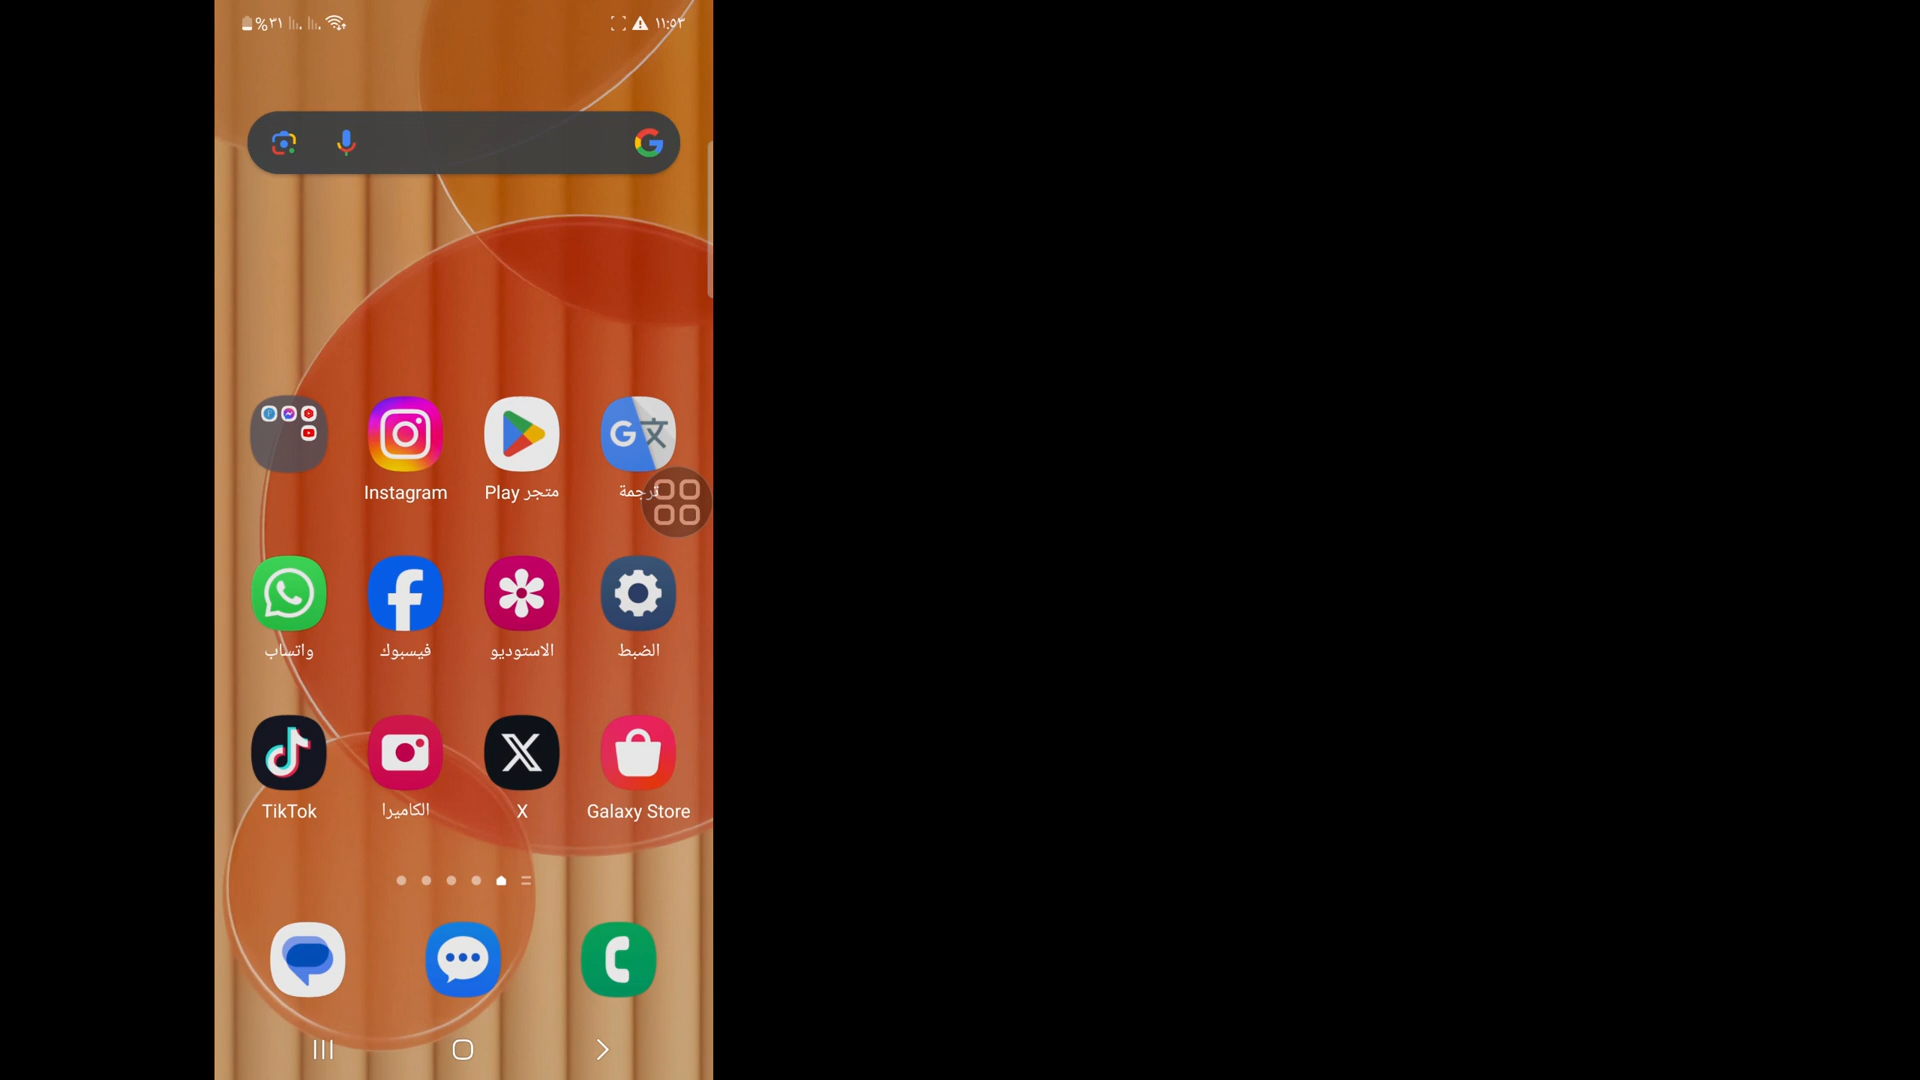 ١١:٥٣ %٣١
Instagram متجر Play ترجمة
واتساب فيسبوك الاستوديو الضبط
TikTok الكاميرا X Galaxy Store